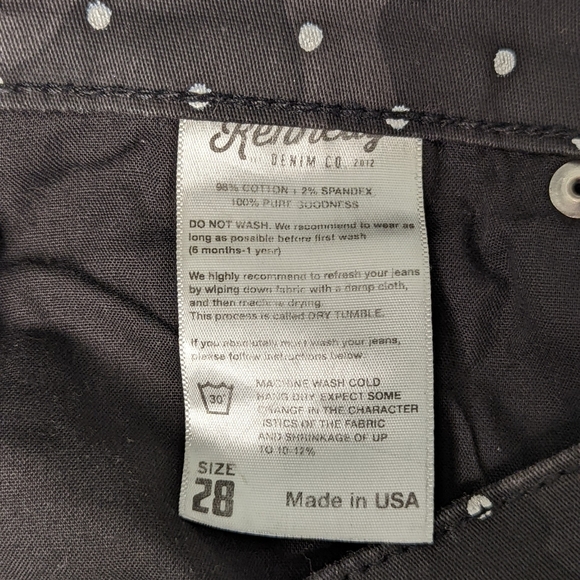 Kennedy
EST. DENIM CO. 2012
98% COTTON + 2% SPANDEX
100% PURE GOODNESS
DO NOT WASH. We recommend to wear as
long as possible before first wash
(6 months-1 year)
We highly recommend to refresh your jeans
by wiping down fabric with a damp cloth,
and then machine drying.
This process is called DRY TUMBLE.
If you absolutely must wash your jeans,
please follow instructions below.
30°
MACHINE WASH COLD
HANG DRY. EXPECT SOME
CHANGE IN THE CHARACTER
ISTICS OF THE FABRIC
AND SHRINKAGE OF UP
TO 10-12%
SIZE
28
Made in USA